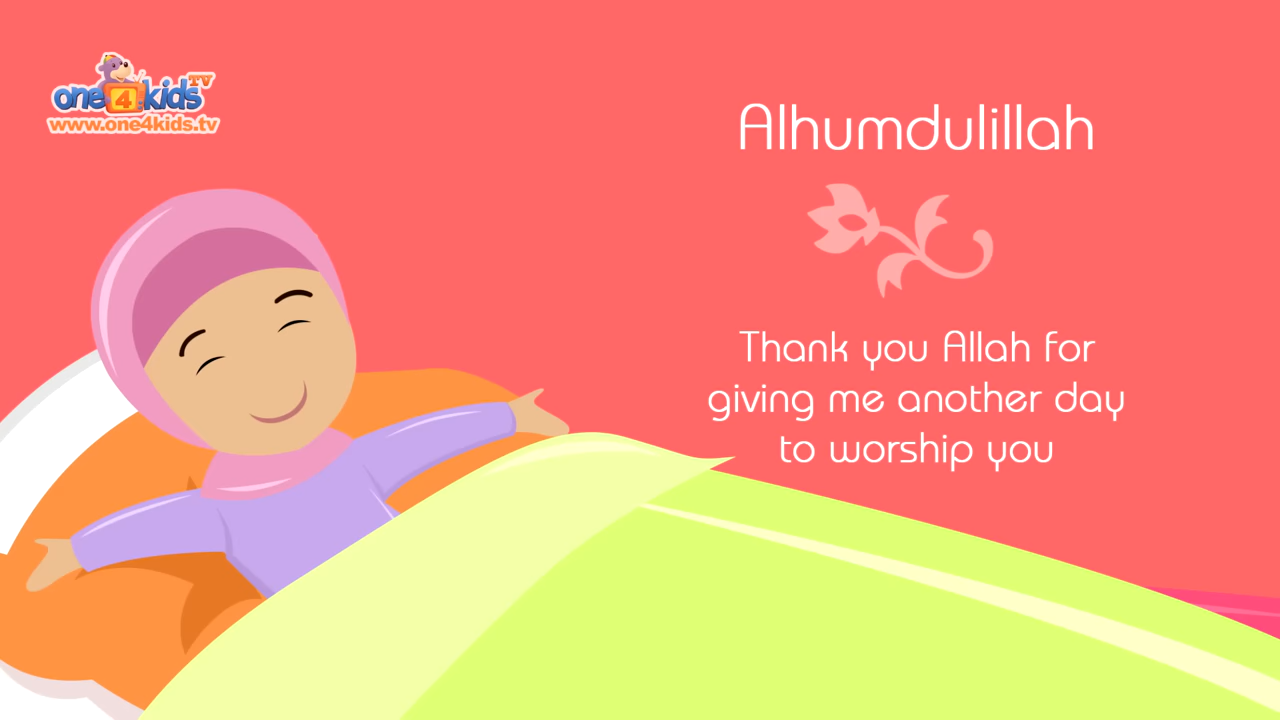 one4kids TV
www.one4kids.tv
Alhumdulillah
Thank you Allah for
giving me another day
to worship you